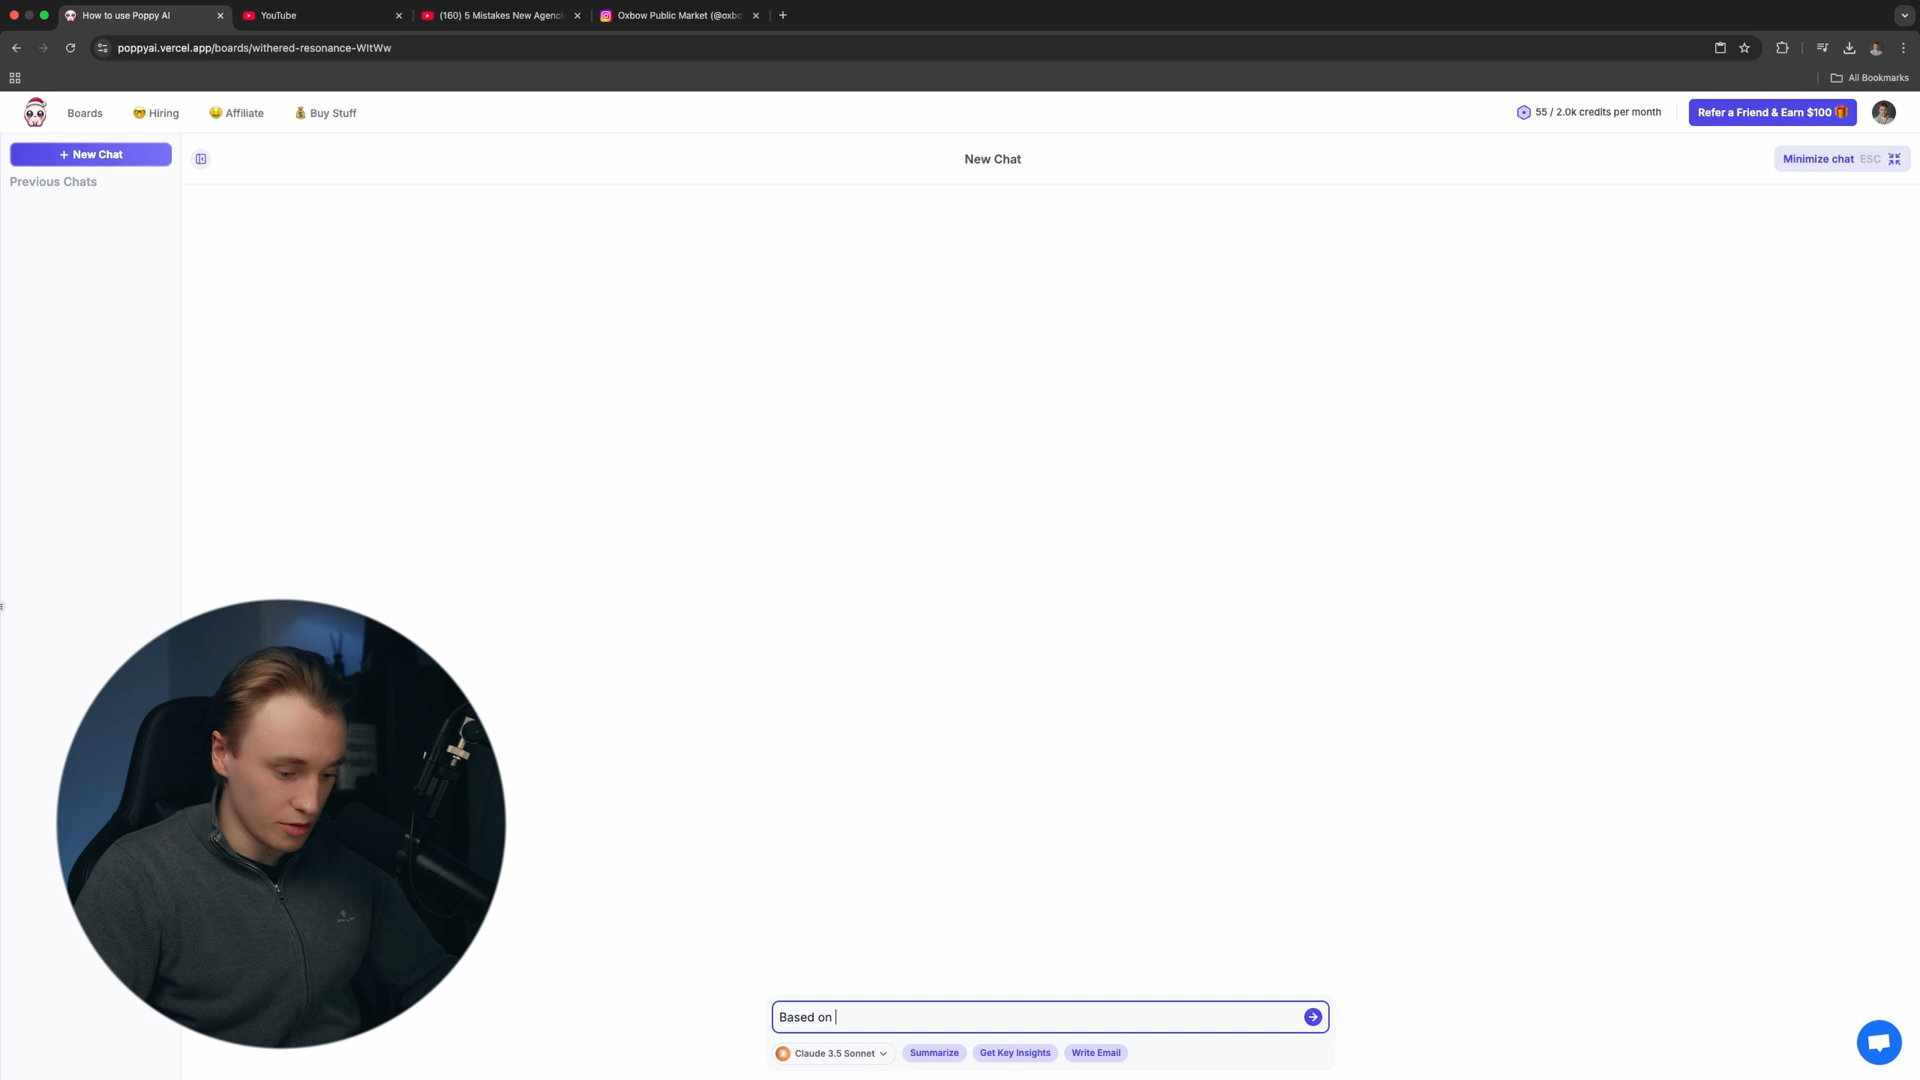 How to use Poppy AI
YouTube
(160) 5 Mistakes New Agenci
Oxbow Public Market (@oxbo
poppyai.vercel.app/boards/withered-resonance-WItWw
All Bookmarks
Boards
Hiring
Affiliate
Buy Stuff
55 / 2.0k credits per month
Refer a Friend & Earn $100
+ New Chat
New Chat
Minimize chat ESC
Previous Chats
Based on
Claude 3.5 Sonnet
Summarize
Get Key Insights
Write Email